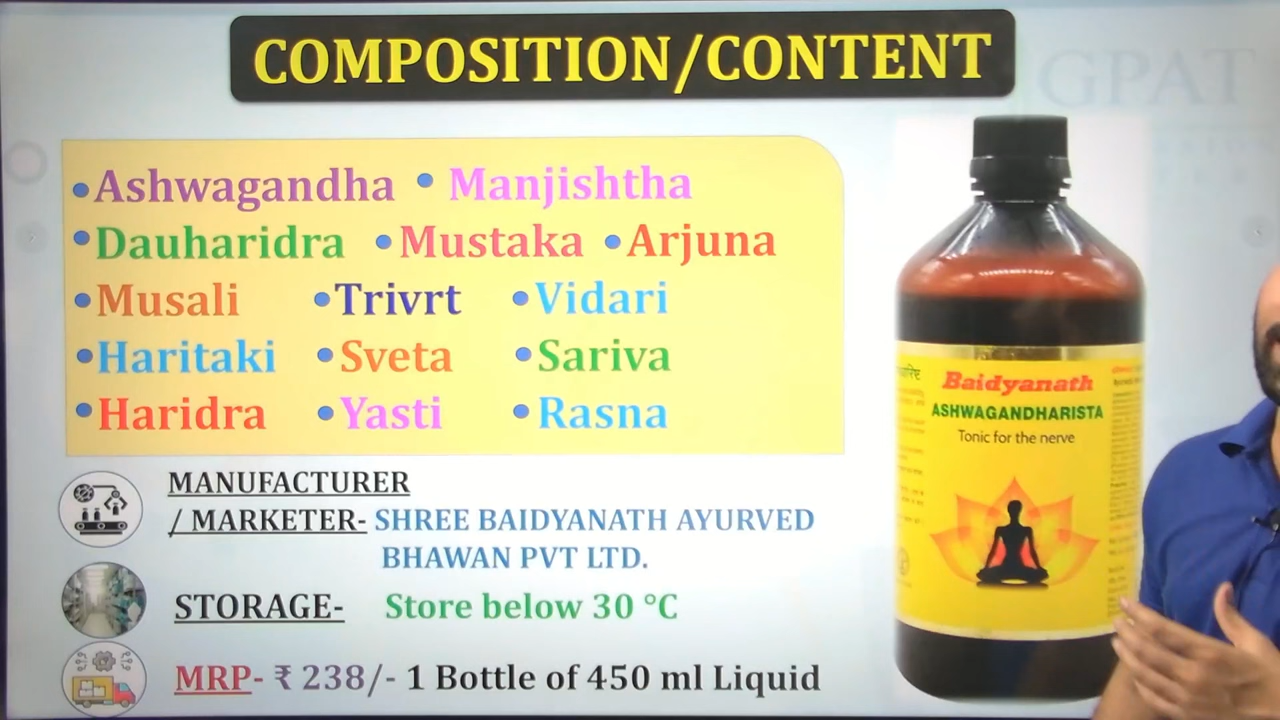 COMPOSITION/CONTENT
GPAT
• Ashwagandha • Manjishtha
• Dauharidra • Mustaka • Arjuna
• Musali • Trivrt • Vidari
• Haritaki • Sveta • Sariva
• Haridra • Yasti • Rasna
MANUFACTURER
/ MARKETER- SHREE BAIDYANATH AYURVED
BHAWAN PVT LTD.
STORAGE- Store below 30 °C
MRP- ₹ 238/- 1 Bottle of 450 ml Liquid
Baidyanath
ASHWAGANDHARISTA
Tonic for the nerve